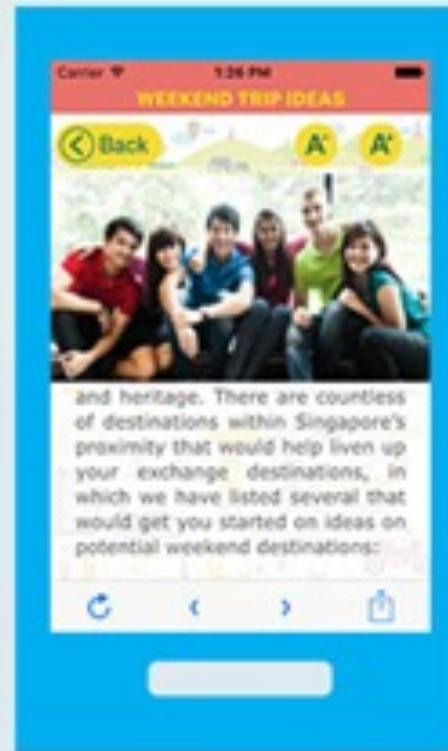 Carrier 1:26 PM
WEEKEND TRIP IDEAS
Back A- A+
and heritage. There are countless
of destinations within Singapore's
proximity that would help liven up
your exchange destinations, in
which we have listed several that
would get you started on ideas on
potential weekend destinations: